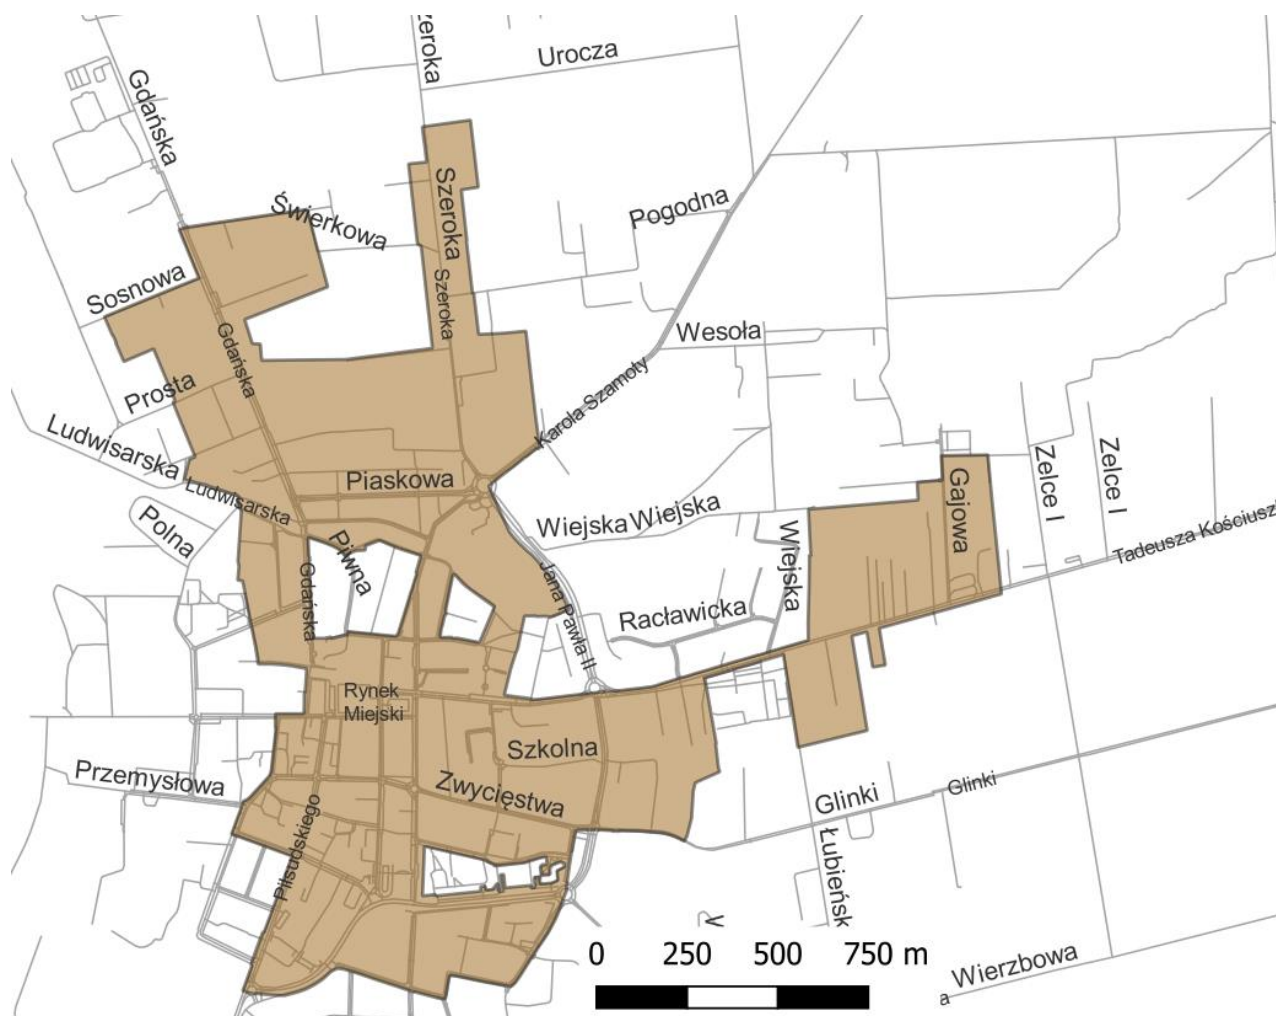 zeroka
Urocza
Gdańska
Szeroka
Świerkowa
Pogodna
Sosnowa
Szeroka
Gdańska
Wesoła
Prosta
Karola Szamoty
Ludwisarska
Piaskowa
Ludwisarska
Zelce I
Zelce I
Gajowa
Polna
Wiejska
Wiejska
Wiejska
Tadeusza Kościuszki
Piwna
Gdańska
Jana Pawła II
Racławicka
Rynek
Miejski
Szkolna
Przemysłowa
Zwycięstwa
Glinki
Glinki
Piłsudskiego
Łubieńsk
0 250 500 750 m
Wierzbowa
a